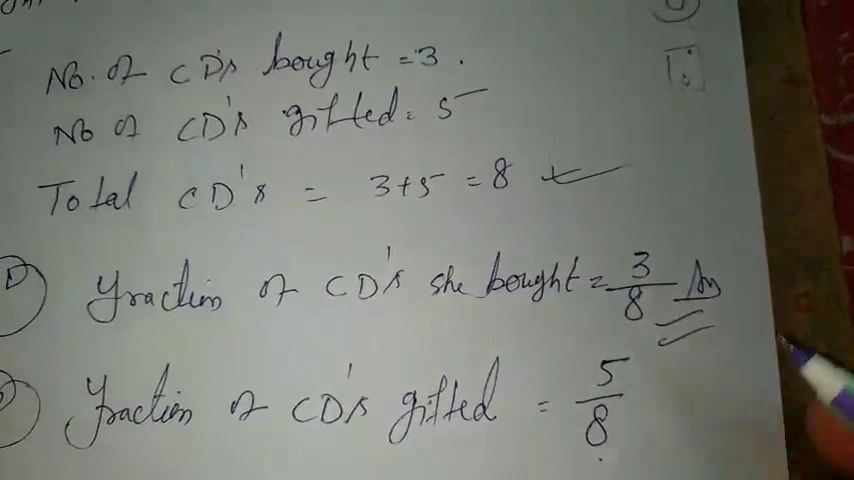 No. of CD's bought = 3.
No of CD's gifted = 5
Total CD's = 3+5 = 8
Fraction of CD's she bought = 3/8 Ans
Fraction of CD's gifted = 5/8